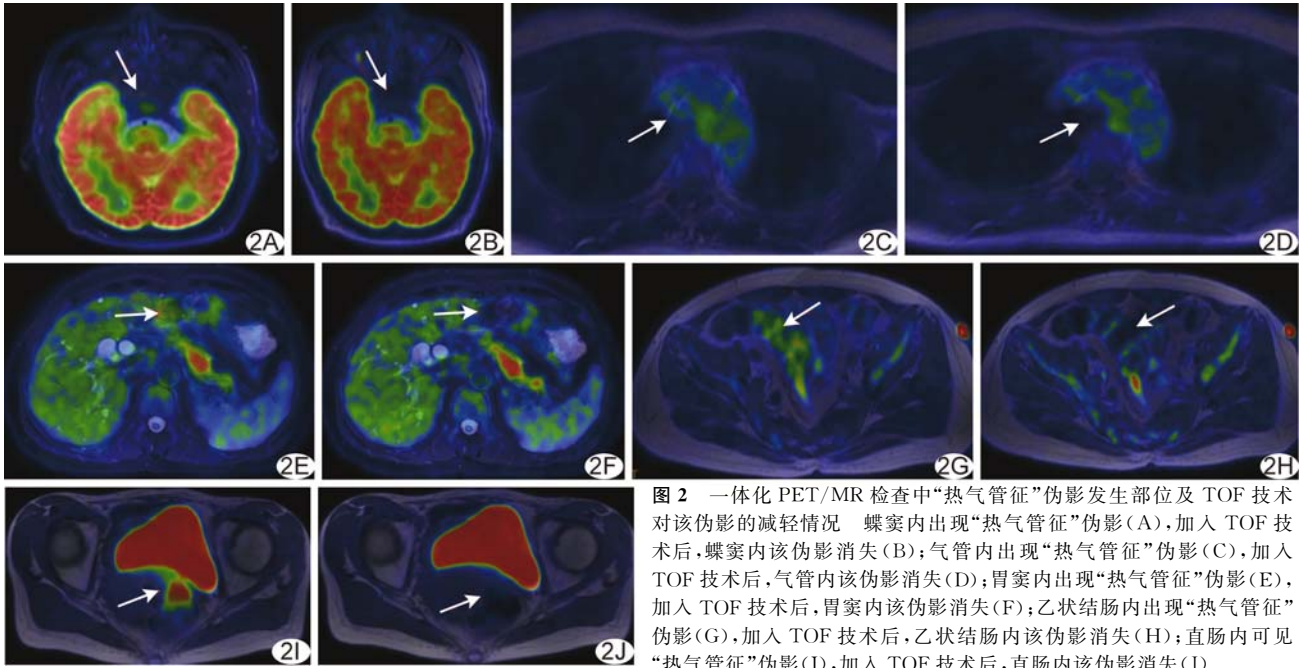 2A
2B
2C
2D
2E
2F
2G
2H
2I
2J
图 2 一体化 PET/MR 检查中“热气管征”伪影发生部位及 TOF 技术
对该伪影的减轻情况 蝶窦内出现“热气管征”伪影(A),加入 TOF 技
术后,蝶窦内该伪影消失(B);气管内出现“热气管征”伪影(C),加入
TOF 技术后,气管内该伪影消失(D);胃窦内出现“热气管征”伪影(E),
加入 TOF 技术后,胃窦内该伪影消失(F);乙状结肠内出现“热气管征”
伪影(G),加入 TOF 技术后,乙状结肠内该伪影消失(H);直肠内可见
“热气管征”伪影(I),加入 TOF 技术后,直肠内该伪影消失(J)